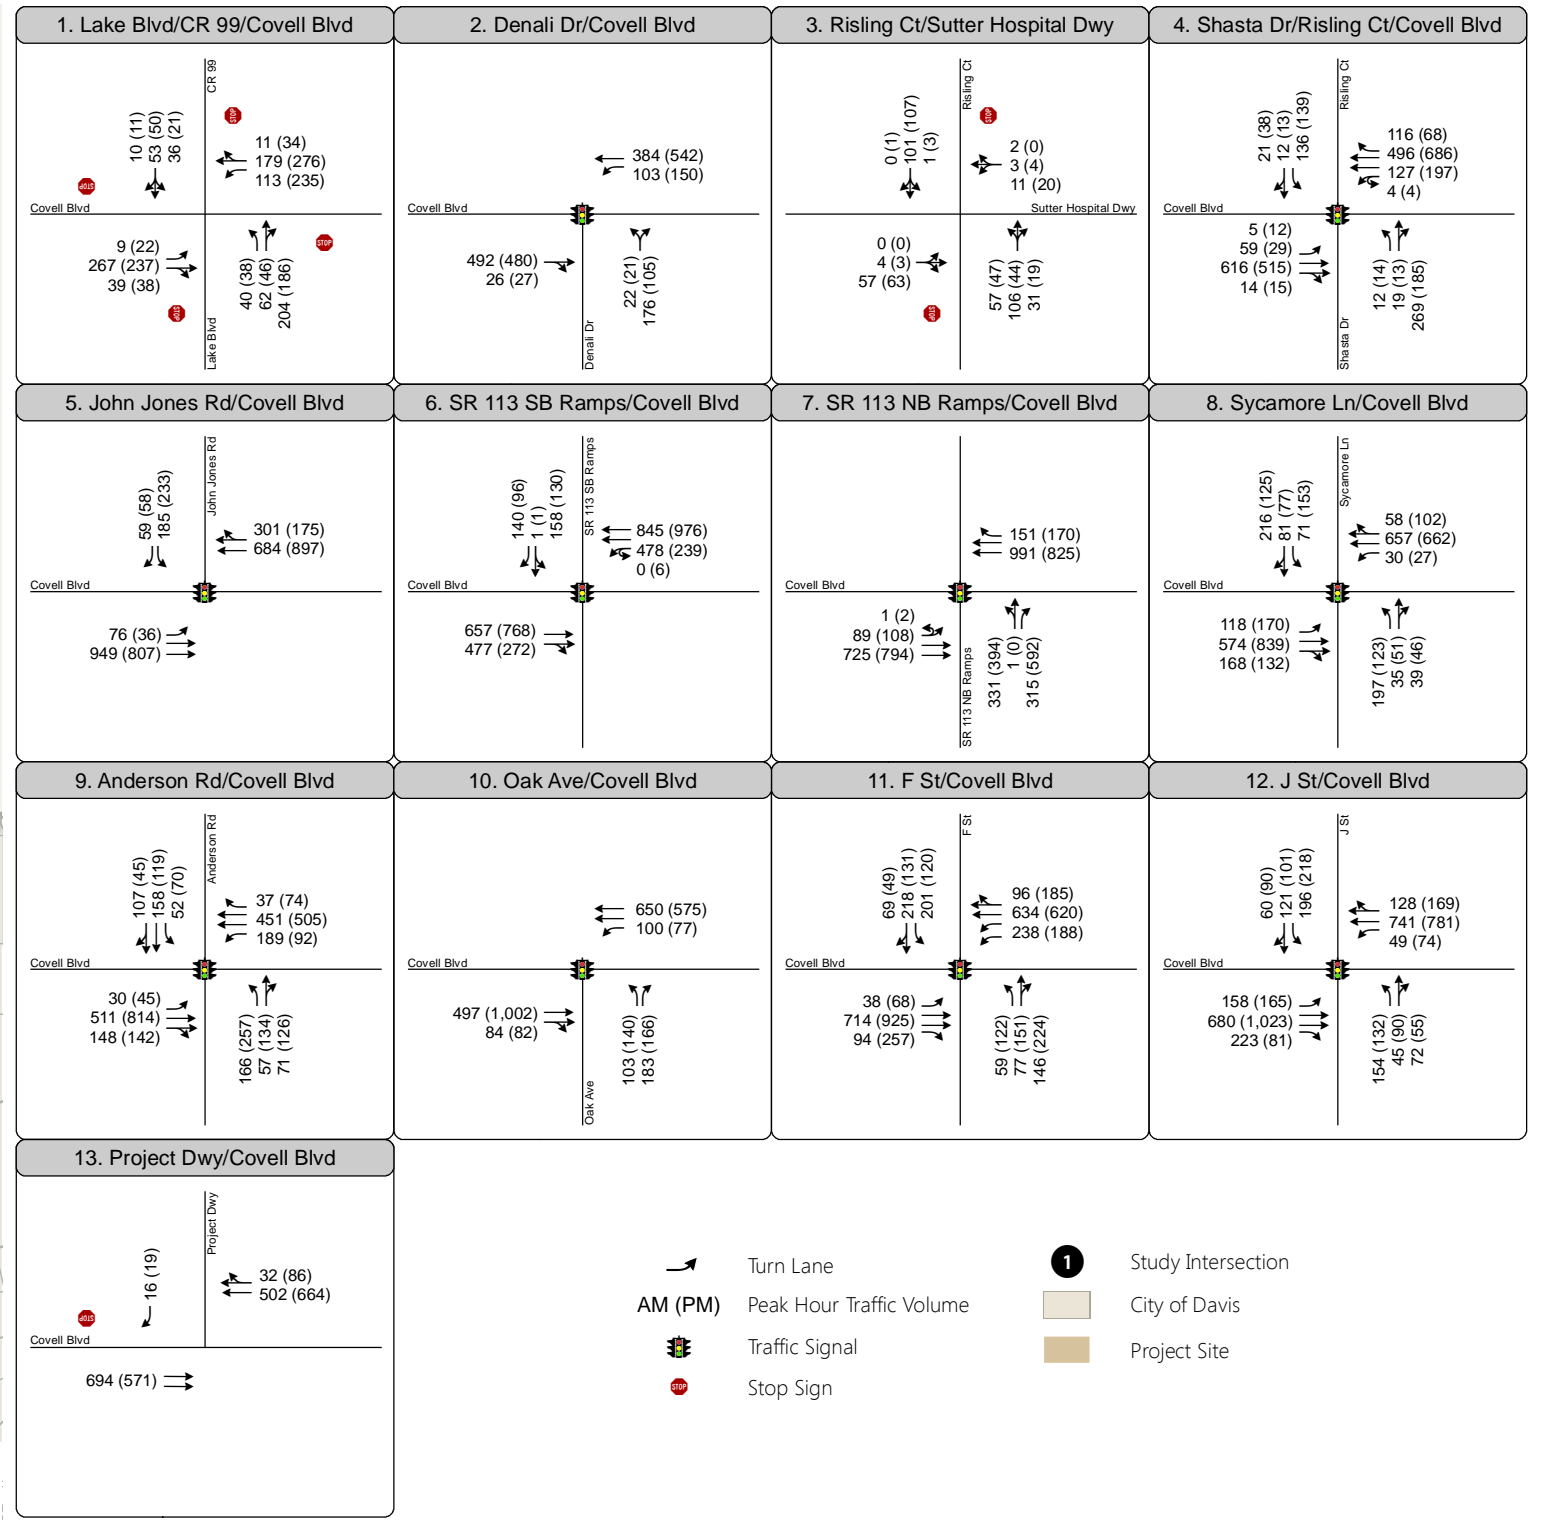 1. Lake Blvd/CR 99/Covell Blvd
CR 99
10 (11)
53 (50)
36 (21)
STOP
11 (34)
179 (276)
113 (235)
STOP
Covell Blvd
9 (22)
267 (237)
39 (38)
STOP
40 (38)
62 (46)
204 (186)
STOP
Lake Blvd
2. Denali Dr/Covell Blvd
384 (542)
103 (150)
Covell Blvd
492 (480)
26 (27)
22 (21)
176 (105)
Denali Dr
3. Risling Ct/Sutter Hospital Dwy
Risling Ct
0 (1)
101 (107)
1 (3)
STOP
2 (0)
3 (4)
11 (20)
Sutter Hospital Dwy
0 (0)
4 (3)
57 (63)
STOP
57 (47)
106 (44)
31 (19)
4. Shasta Dr/Risling Ct/Covell Blvd
Risling Ct
21 (38)
12 (13)
136 (139)
116 (68)
496 (686)
127 (197)
4 (4)
Covell Blvd
5 (12)
59 (29)
616 (515)
14 (15)
12 (14)
19 (13)
269 (185)
Shasta Dr
5. John Jones Rd/Covell Blvd
John Jones Rd
59 (58)
185 (233)
301 (175)
684 (897)
Covell Blvd
76 (36)
949 (807)
6. SR 113 SB Ramps/Covell Blvd
SR 113 SB Ramps
140 (96)
1 (1)
158 (130)
845 (976)
478 (239)
0 (6)
Covell Blvd
657 (768)
477 (272)
7. SR 113 NB Ramps/Covell Blvd
151 (170)
991 (825)
Covell Blvd
1 (2)
89 (108)
725 (794)
331 (394)
1 (0)
315 (592)
SR 113 NB Ramps
8. Sycamore Ln/Covell Blvd
Sycamore Ln
216 (125)
81 (77)
71 (153)
58 (102)
657 (662)
30 (27)
Covell Blvd
118 (170)
574 (839)
168 (132)
197 (123)
35 (51)
39 (46)
9. Anderson Rd/Covell Blvd
Anderson Rd
107 (45)
158 (119)
52 (70)
37 (74)
451 (505)
189 (92)
Covell Blvd
30 (45)
511 (814)
148 (142)
166 (257)
57 (134)
71 (126)
10. Oak Ave/Covell Blvd
650 (575)
100 (77)
Covell Blvd
497 (1,002)
84 (82)
103 (140)
183 (166)
Oak Ave
11. F St/Covell Blvd
F St
69 (49)
218 (131)
201 (120)
96 (185)
634 (620)
238 (188)
Covell Blvd
38 (68)
714 (925)
94 (257)
59 (122)
77 (151)
146 (224)
12. J St/Covell Blvd
J St
60 (90)
121 (101)
196 (218)
128 (169)
741 (781)
49 (74)
Covell Blvd
158 (165)
680 (1,023)
223 (81)
154 (132)
45 (90)
72 (55)
13. Project Dwy/Covell Blvd
Project Dwy
16 (19)
32 (86)
502 (664)
STOP
Covell Blvd
694 (571)
Turn Lane
AM (PM) Peak Hour Traffic Volume
Traffic Signal
STOP Stop Sign
1 Study Intersection
City of Davis
Project Site